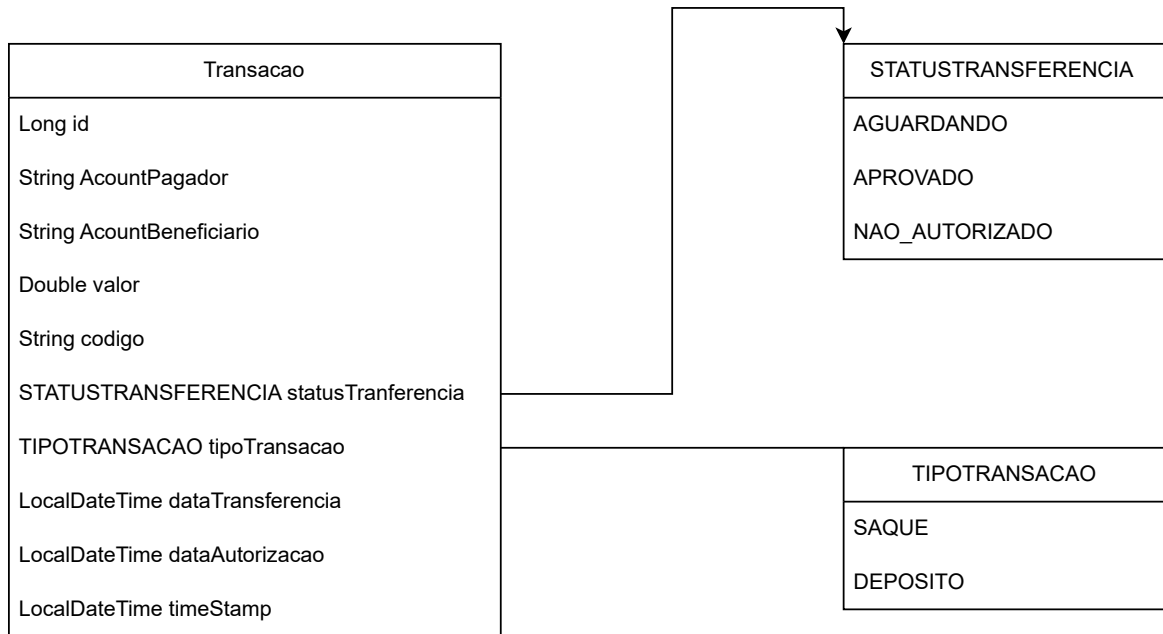 Transacao
Long id
String AcountPagador
String AcountBeneficiario
Double valor
String codigo
STATUSTRANSFERENCIA statusTranferencia
TIPOTRANSACAO tipoTransacao
LocalDateTime dataTransferencia
LocalDateTime dataAutorizacao
LocalDateTime timeStamp
STATUSTRANSFERENCIA
AGUARDANDO
APROVADO
NAO_AUTORIZADO
TIPOTRANSACAO
SAQUE
DEPOSITO